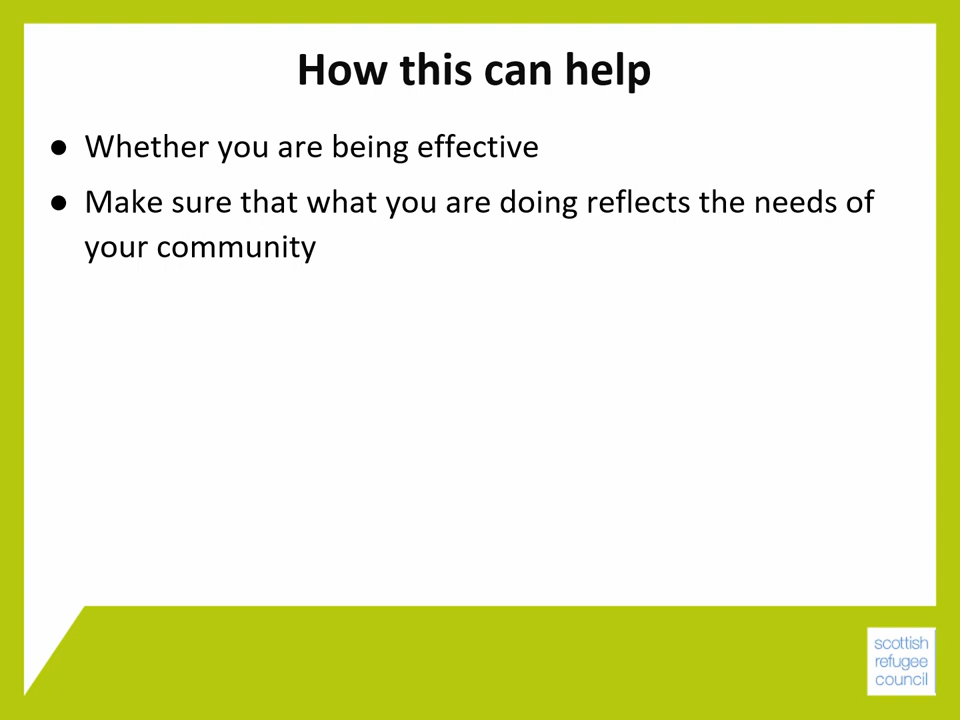 How this can help
● Whether you are being effective
● Make sure that what you are doing reflects the needs of
your community
scottish
refugee
council